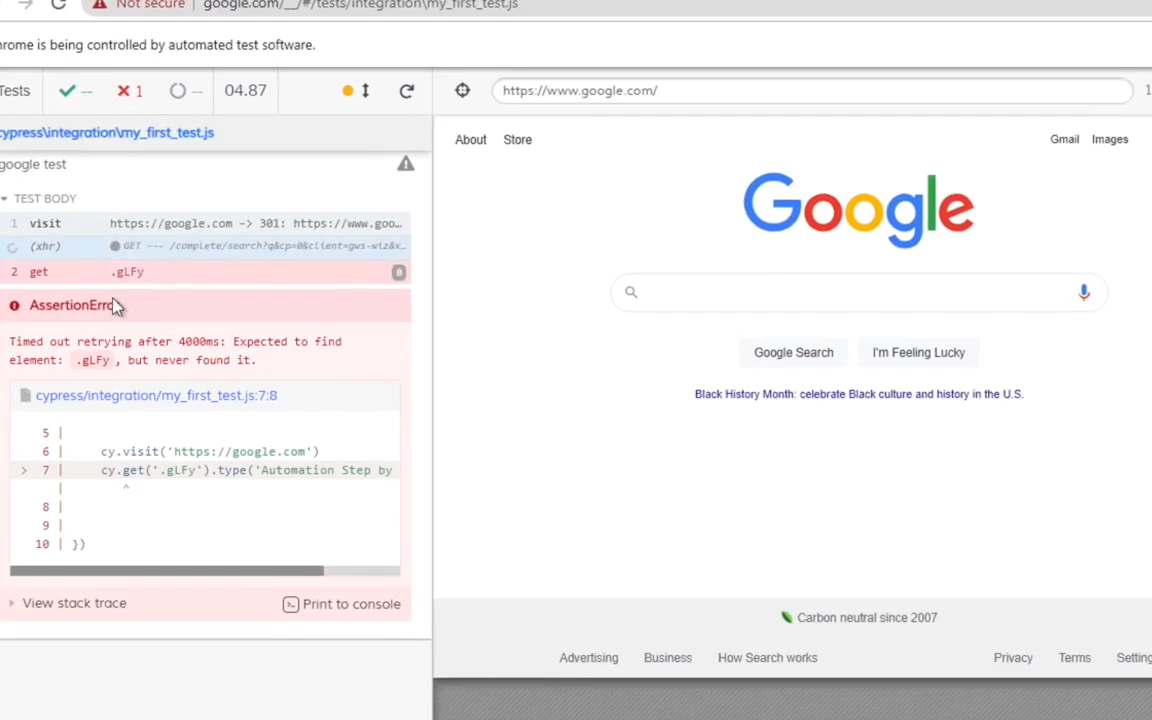 Not secure | google.com/__/#/tests/integration\my_first_test.js
hrome is being controlled by automated test software.
Tests -- 1 -- 04.87
https://www.google.com/
1
cypress\integration\my_first_test.js
google test
TEST BODY
1 visit https://google.com -> 301: https://www.goo…
(xhr) GET --- /complete/search?q&cp=0&client=gws-wiz&x…
2 get .gLFy 0
AssertionErro
Timed out retrying after 4000ms: Expected to find
element: .gLFy, but never found it.
cypress/integration/my_first_test.js:7:8
5 |
6 | cy.visit('https://google.com')
> 7 | cy.get('.gLFy').type('Automation Step by
| ^
8 |
9 |
10 | })
View stack trace
Print to console
About Store
Gmail Images
Google
Google Search I'm Feeling Lucky
Black History Month: celebrate Black culture and history in the U.S.
Carbon neutral since 2007
Advertising Business How Search works
Privacy Terms Setting